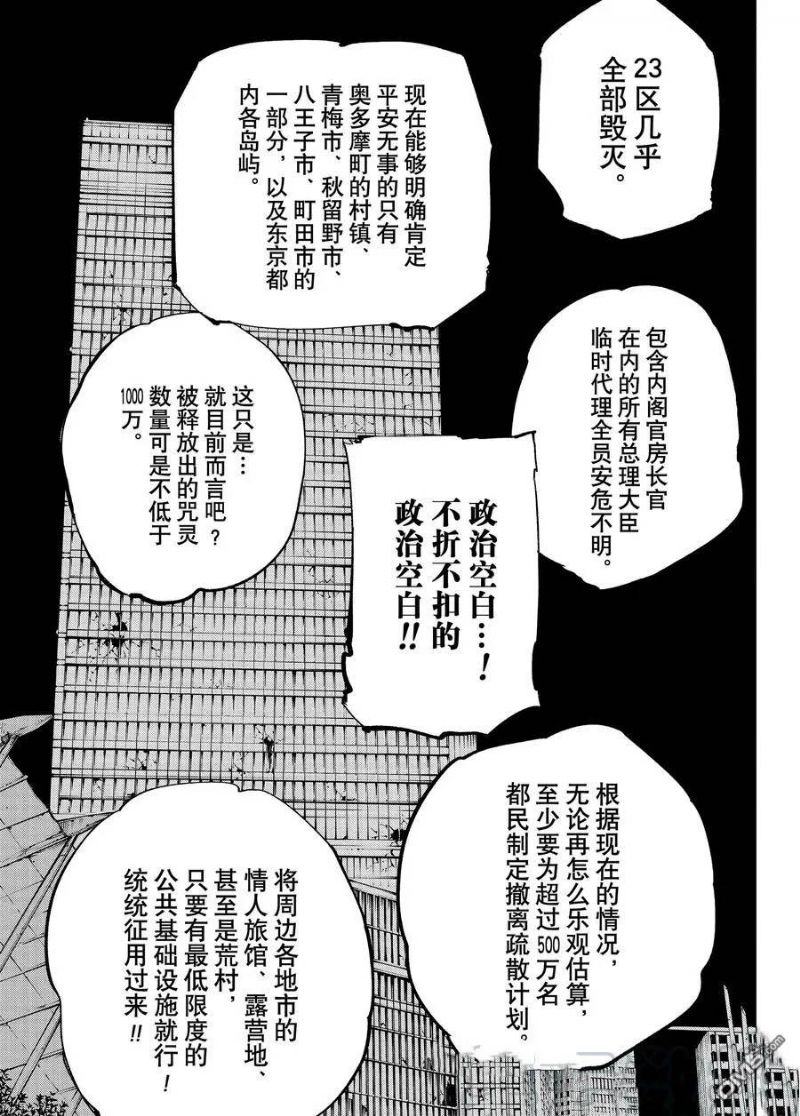 23区几乎
全部毁灭。
现在能够明确肯定
平安无事的只有
奥多摩町的村镇、
青梅市、秋留野市、
八王子市、町田市的
一部分，以及东京都
内各岛屿。
包含内阁官房长官
在内的所有总理大臣
临时代理全员安危不明。
政治空白…！
不折不扣的
政治空白!!
这只是…
就目前而言吧？
被释放出的咒灵
数量可是不低于
1000万。
根据现在的情况，
无论再怎么乐观估算，
至少要为超过500万名
都民制定撤离疏散计划。
将周边各地市的
情人旅馆、露营地、
甚至是荒村，
只要有最低限度的
公共基础设施就行！
统统征用过来!!